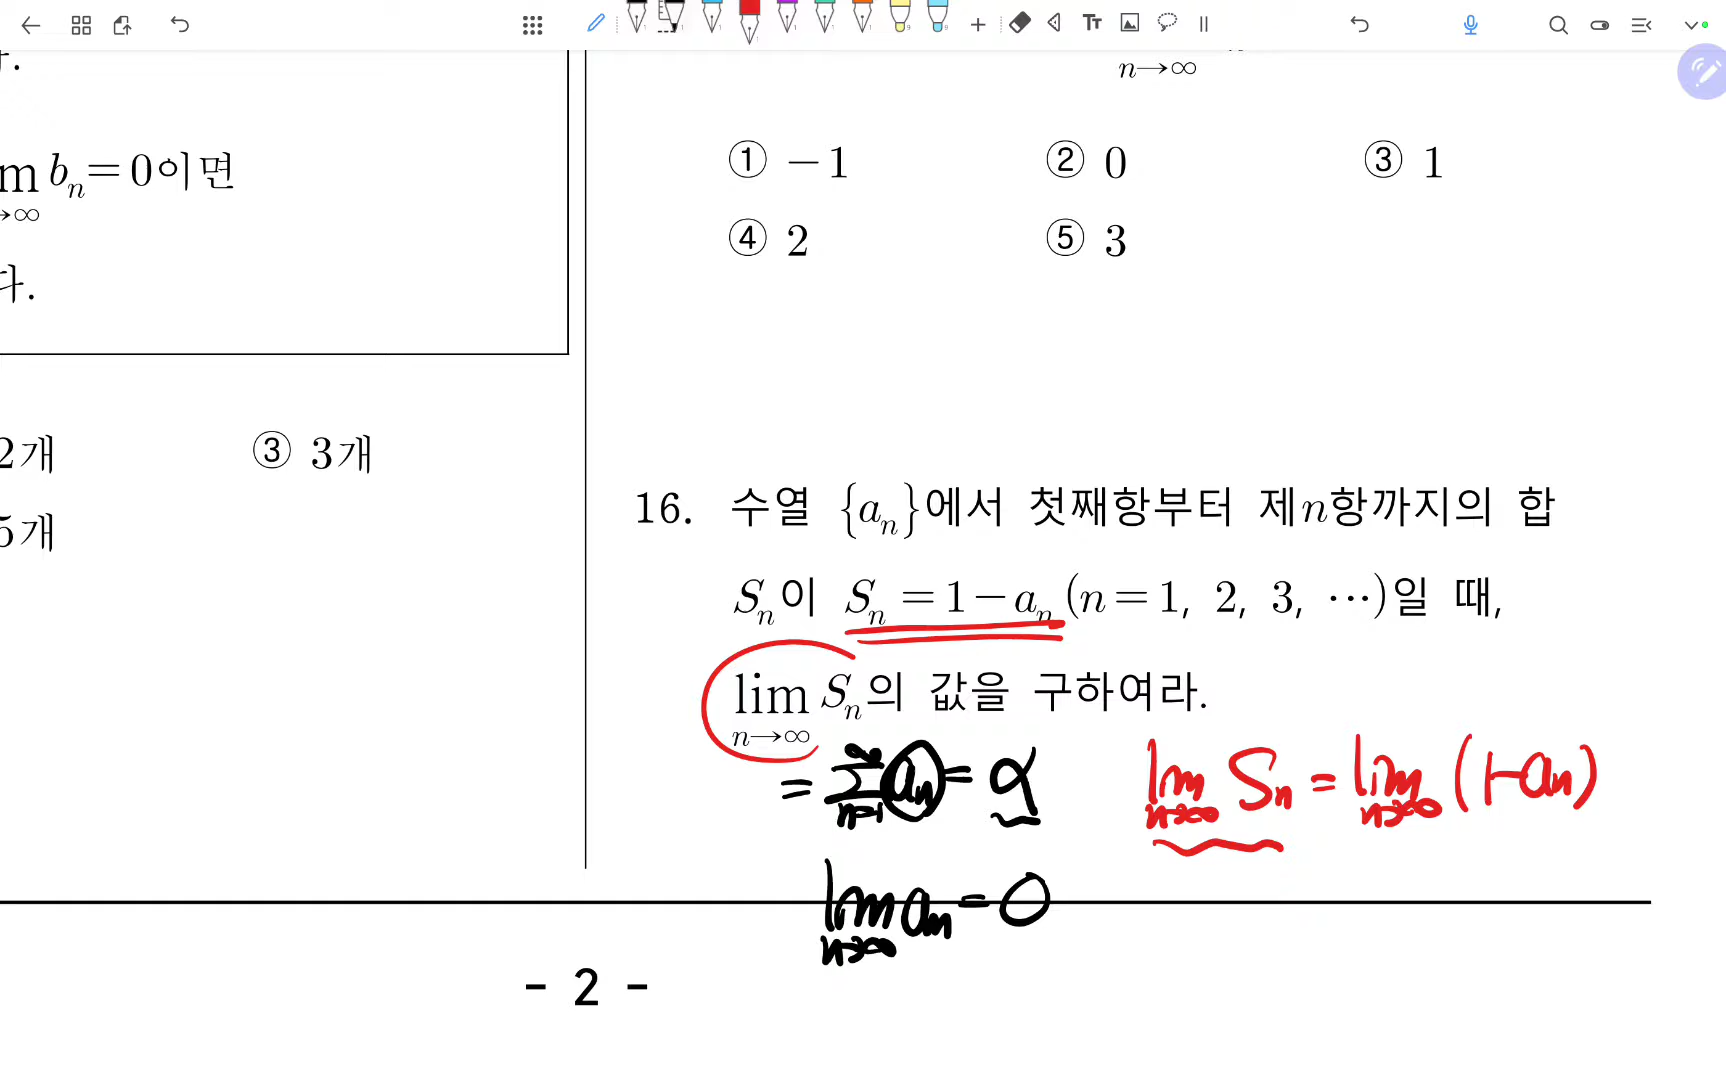 n→∞
① −1 ② 0 ③ 1
④ 2 ⑤ 3
m bₙ=0이면
→∞
다.
2개 ③ 3개
5개
16. 수열 {aₙ}에서 첫째항부터 제n항까지의 합
Sₙ이 Sₙ=1−aₙ (n=1, 2, 3, ⋯)일 때,
lim Sₙ의 값을 구하여라.
n→∞
= ∞∑n=1 aₙ = α
lim n→∞ aₙ = 0
lim n→∞ Sₙ = lim n→∞ (1-aₙ)
- 2 -